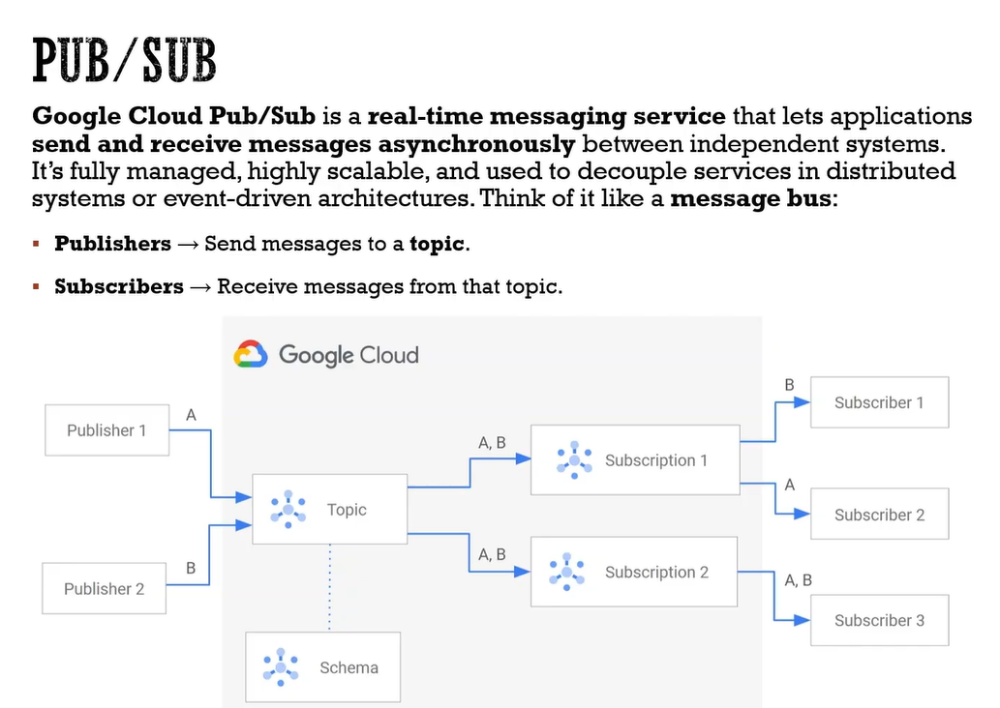 PUB/SUB
Google Cloud Pub/Sub is a real-time messaging service that lets applications
send and receive messages asynchronously between independent systems.
It's fully managed, highly scalable, and used to decouple services in distributed
systems or event-driven architectures. Think of it like a message bus:
▪ Publishers → Send messages to a topic.
▪ Subscribers → Receive messages from that topic.
Google Cloud
Publisher 1
A
Publisher 2
B
Topic
Schema
A, B
Subscription 1
A, B
Subscription 2
B
Subscriber 1
A
Subscriber 2
A, B
Subscriber 3